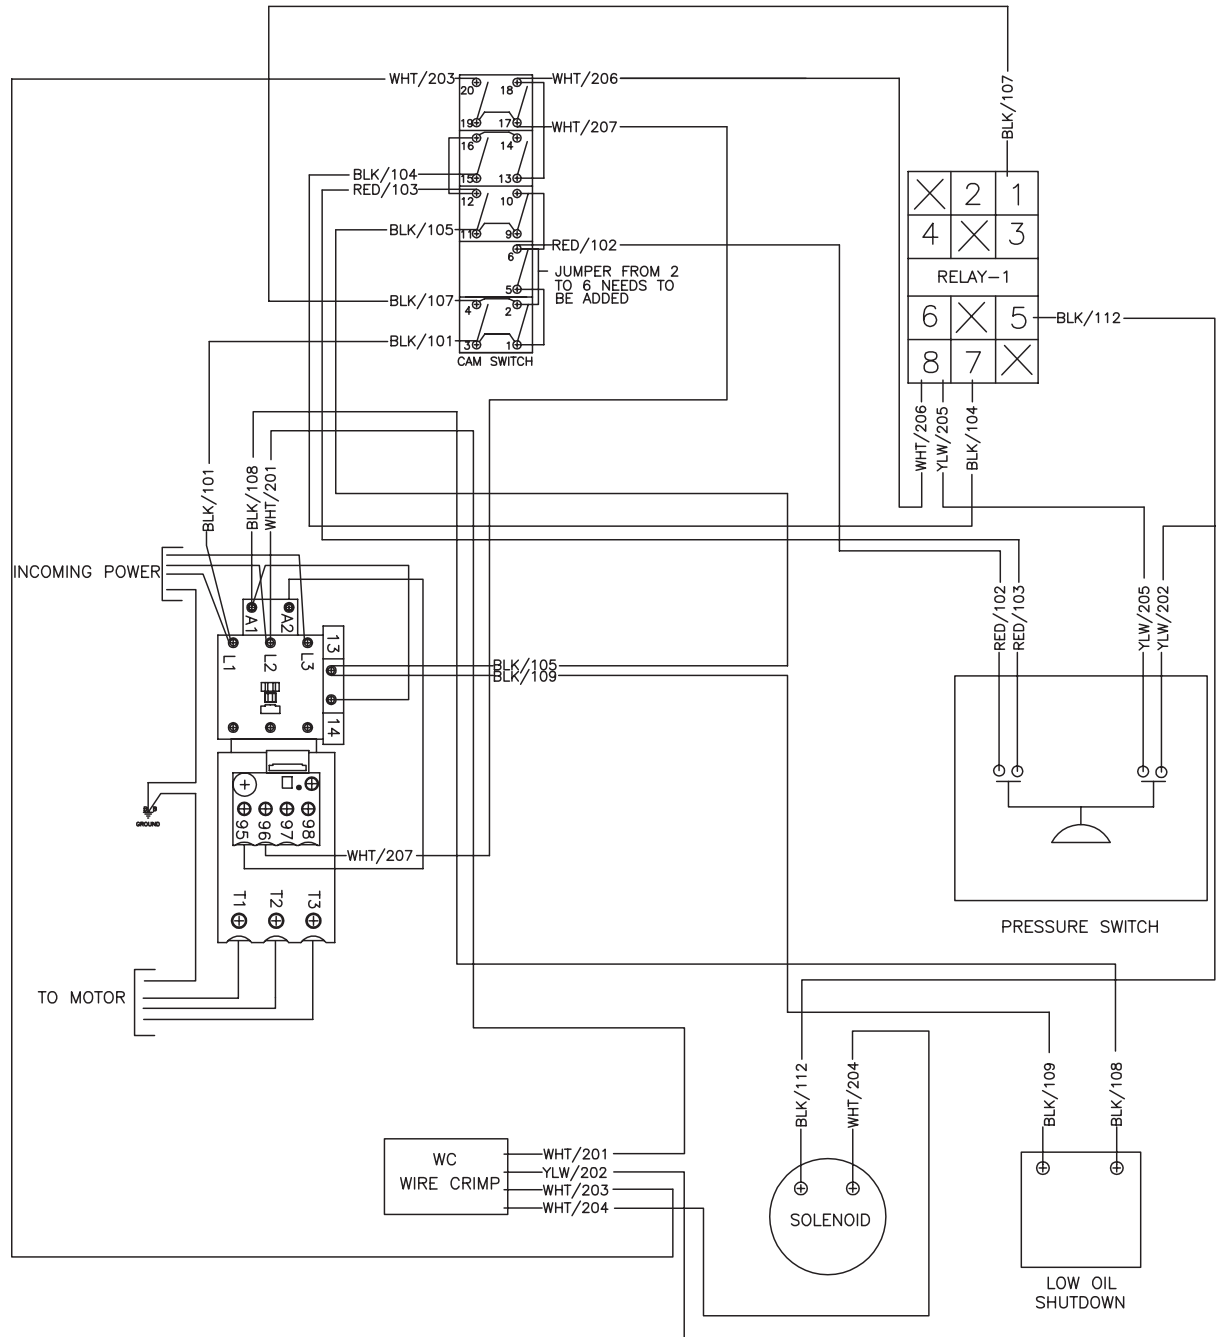 WHT/203
WHT/206
20
18
19
17
WHT/207
BLK/107
16
14
BLK/104
15
13
RED/103
12
10
BLK/105
11
9
RED/102
6
JUMPER FROM 2
TO 6 NEEDS TO
BE ADDED
5
BLK/107
4
2
BLK/101
3
1
CAM SWITCH
2
1
4
3
RELAY-1
6
5
BLK/112
8
7
WHT/206
YLW/205
BLK/104
BLK/101
BLK/108
WHT/201
INCOMING POWER
A1
A2
L1
L2
L3
13
14
BLK/105
BLK/109
RED/102
RED/103
YLW/205
YLW/202
GROUND
95
96
97
98
WHT/207
T1
T2
T3
PRESSURE SWITCH
TO MOTOR
BLK/112
WHT/204
BLK/109
BLK/108
WC
WIRE CRIMP
WHT/201
YLW/202
WHT/203
WHT/204
SOLENOID
LOW OIL
SHUTDOWN